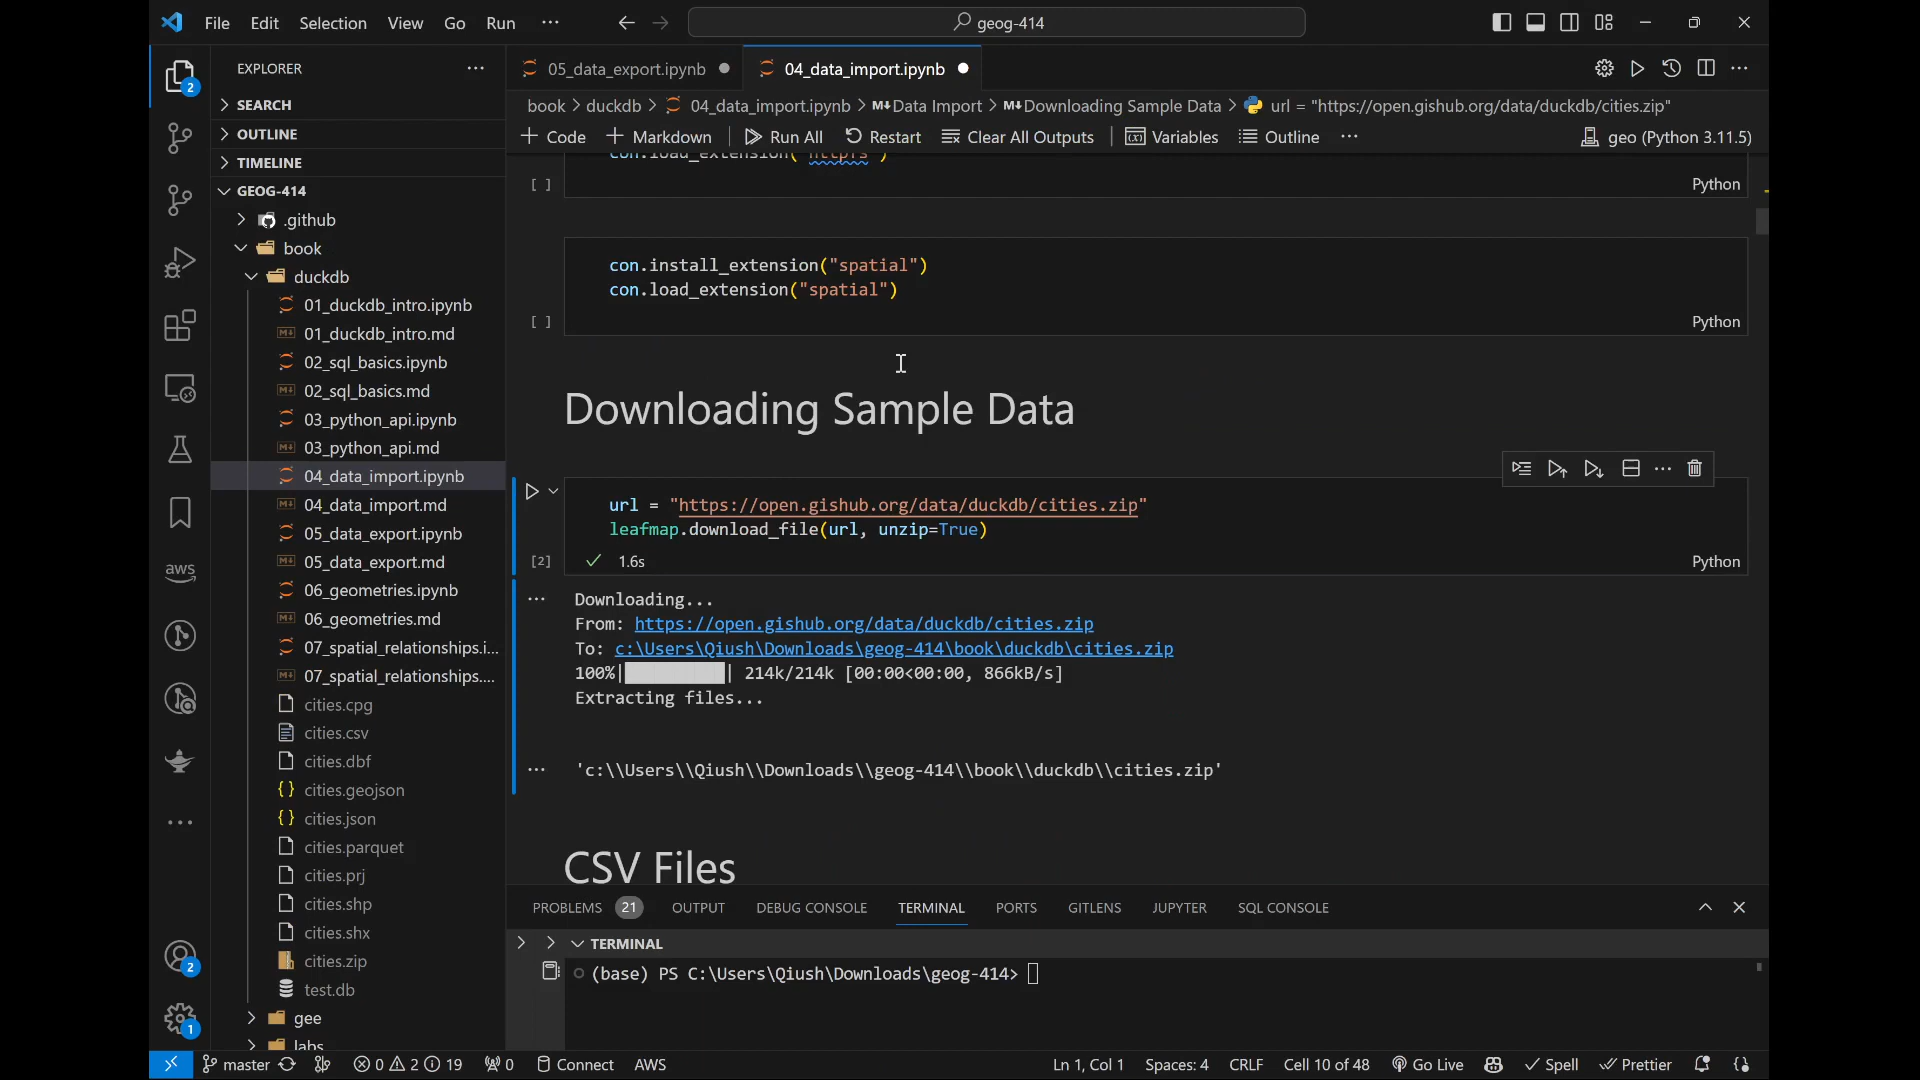 File Edit Selection View Go Run ...
geog-414
EXPLORER
SEARCH
OUTLINE
TIMELINE
GEOG-414
.github
book
duckdb
01_duckdb_intro.ipynb
01_duckdb_intro.md
02_sql_basics.ipynb
02_sql_basics.md
03_python_api.ipynb
03_python_api.md
04_data_import.ipynb
04_data_import.md
05_data_export.ipynb
05_data_export.md
06_geometries.ipynb
06_geometries.md
07_spatial_relationships.i...
07_spatial_relationships....
cities.cpg
cities.csv
cities.dbf
cities.geojson
cities.json
cities.parquet
cities.prj
cities.shp
cities.shx
cities.zip
test.db
gee
labs
2
aws
2
1
05_data_export.ipynb
04_data_import.ipynb
book > duckdb > 04_data_import.ipynb > M↓Data Import > M↓Downloading Sample Data > url = "https://open.gishub.org/data/duckdb/cities.zip"
+ Code + Markdown Run All Restart Clear All Outputs Variables Outline ... geo (Python 3.11.5)
con.load_extension("httpfs")
[ ] Python
con.install_extension("spatial")
con.load_extension("spatial")
[ ] Python
Downloading Sample Data
url = "https://open.gishub.org/data/duckdb/cities.zip"
leafmap.download_file(url, unzip=True)
[2] ✓ 1.6s Python
Downloading...
From: https://open.gishub.org/data/duckdb/cities.zip
To: c:\Users\Qiush\Downloads\geog-414\book\duckdb\cities.zip
100%|██████████| 214k/214k [00:00<00:00, 866kB/s]
Extracting files...
'c:\\Users\\Qiush\\Downloads\\geog-414\\book\\duckdb\\cities.zip'
CSV Files
PROBLEMS 21 OUTPUT DEBUG CONSOLE TERMINAL PORTS GITLENS JUPYTER SQL CONSOLE
TERMINAL
(base) PS C:\Users\Qiush\Downloads\geog-414>
master 0 2 19 0 Connect AWS Ln 1, Col 1 Spaces: 4 CRLF Cell 10 of 48 Go Live Spell Prettier